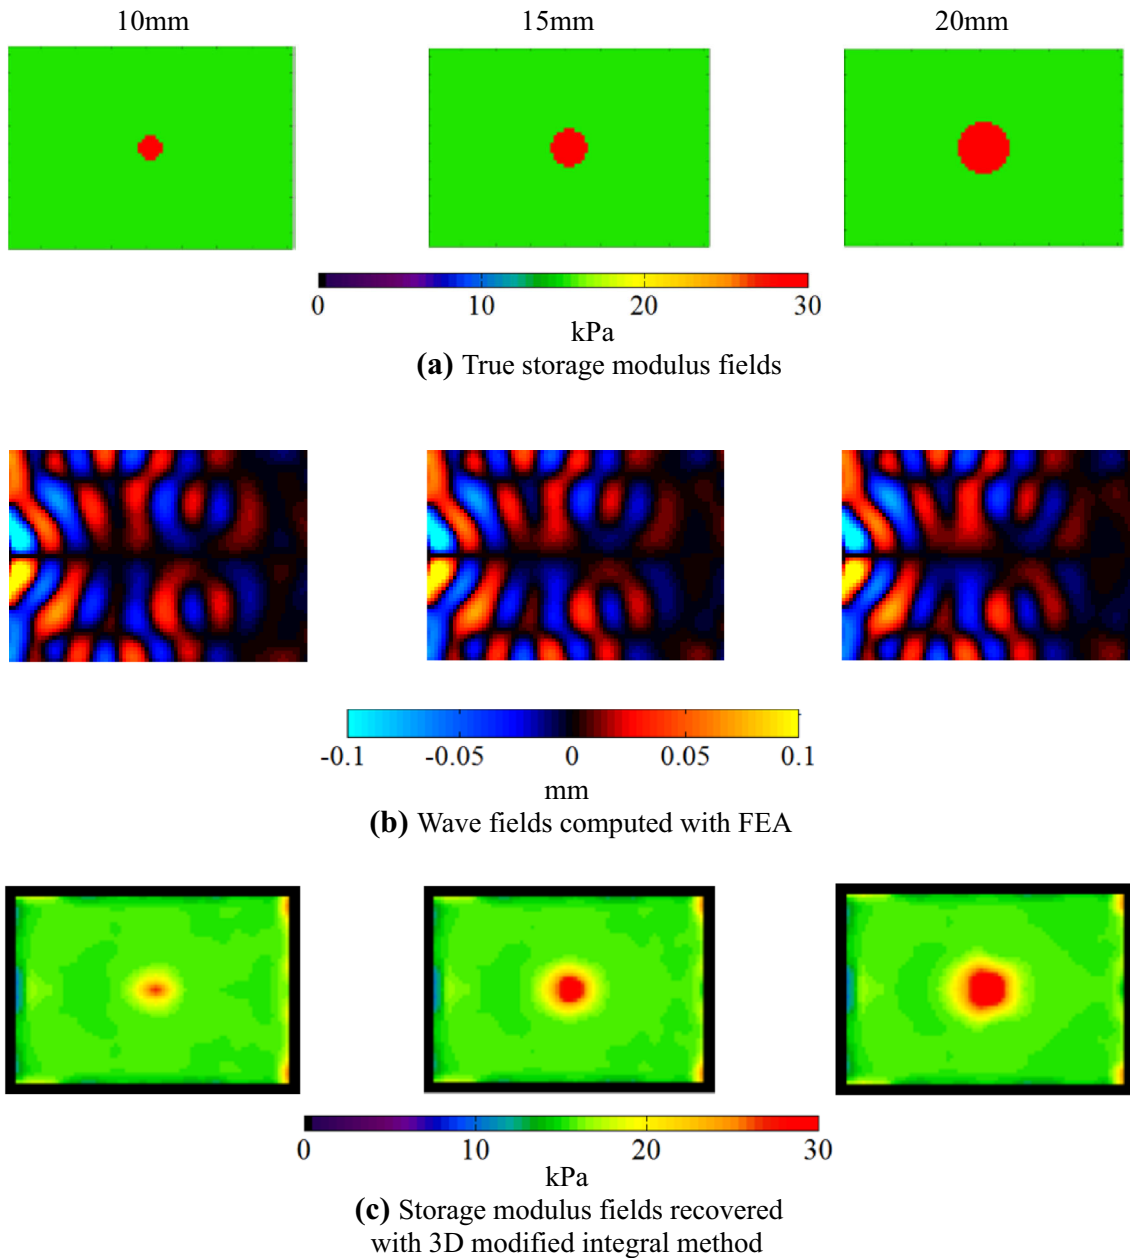 10mm 15mm 20mm
0 10 20 30
kPa
(a) True storage modulus fields
-0.1 -0.05 0 0.05 0.1
mm
(b) Wave fields computed with FEA
0 10 20 30
kPa
(c) Storage modulus fields recovered
with 3D modified integral method